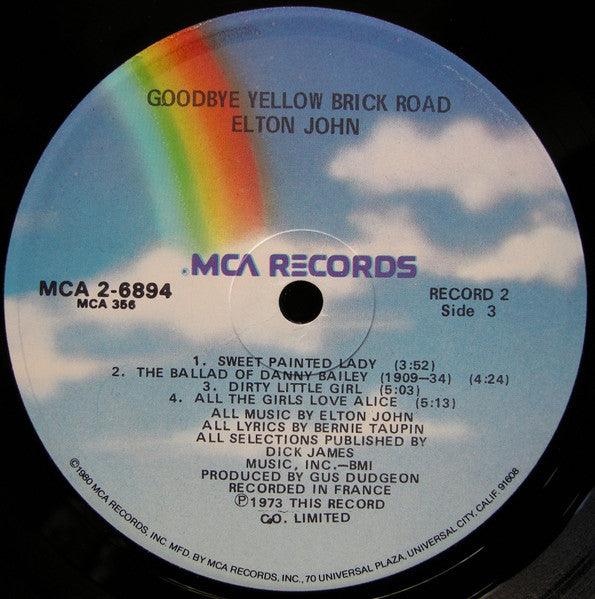 GOODBYE YELLOW BRICK ROAD
ELTON JOHN
MCA RECORDS
MCA 2-6894
MCA 356
RECORD 2
Side 3
1. SWEET PAINTED LADY (3:52)
2. THE BALLAD OF DANNY BAILEY (1909-34) (4:24)
3. DIRTY LITTLE GIRL (5:03)
4. ALL THE GIRLS LOVE ALICE (5:13)
ALL MUSIC BY ELTON JOHN
ALL LYRICS BY BERNIE TAUPIN
ALL SELECTIONS PUBLISHED BY
DICK JAMES
MUSIC, INC.—BMI
PRODUCED BY GUS DUDGEON
RECORDED IN FRANCE
℗1973 THIS RECORD
CO. LIMITED
©1980 MCA RECORDS, INC. MFD. BY MCA RECORDS, INC., 70 UNIVERSAL PLAZA, UNIVERSAL CITY, CALIF. 91608